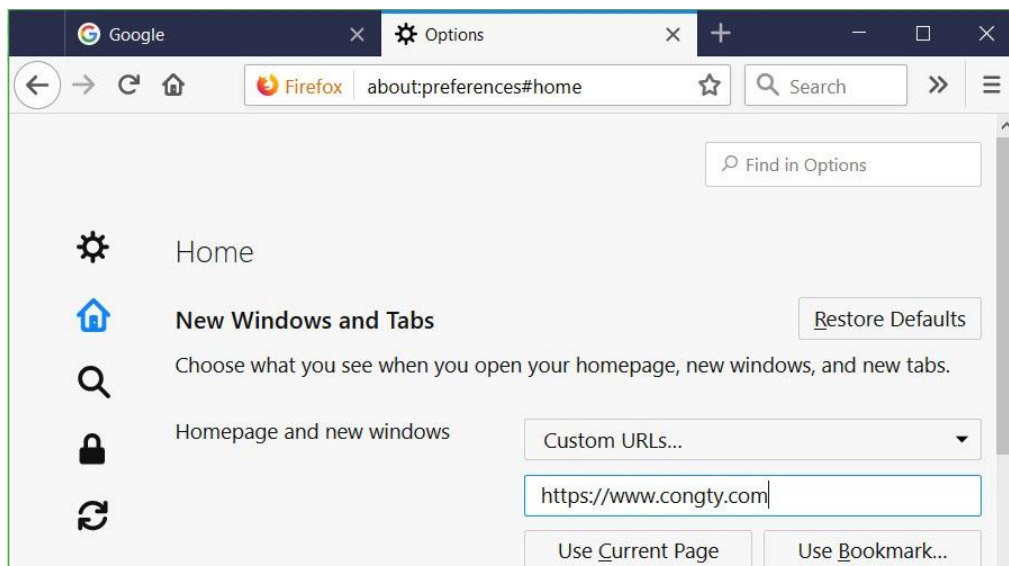 Google
Options
Firefox about:preferences#home
Search
Find in Options
Home
New Windows and Tabs
Restore Defaults
Choose what you see when you open your homepage, new windows, and new tabs.
Homepage and new windows
Custom URLs...
https://www.congty.com
Use Current Page
Use Bookmark...